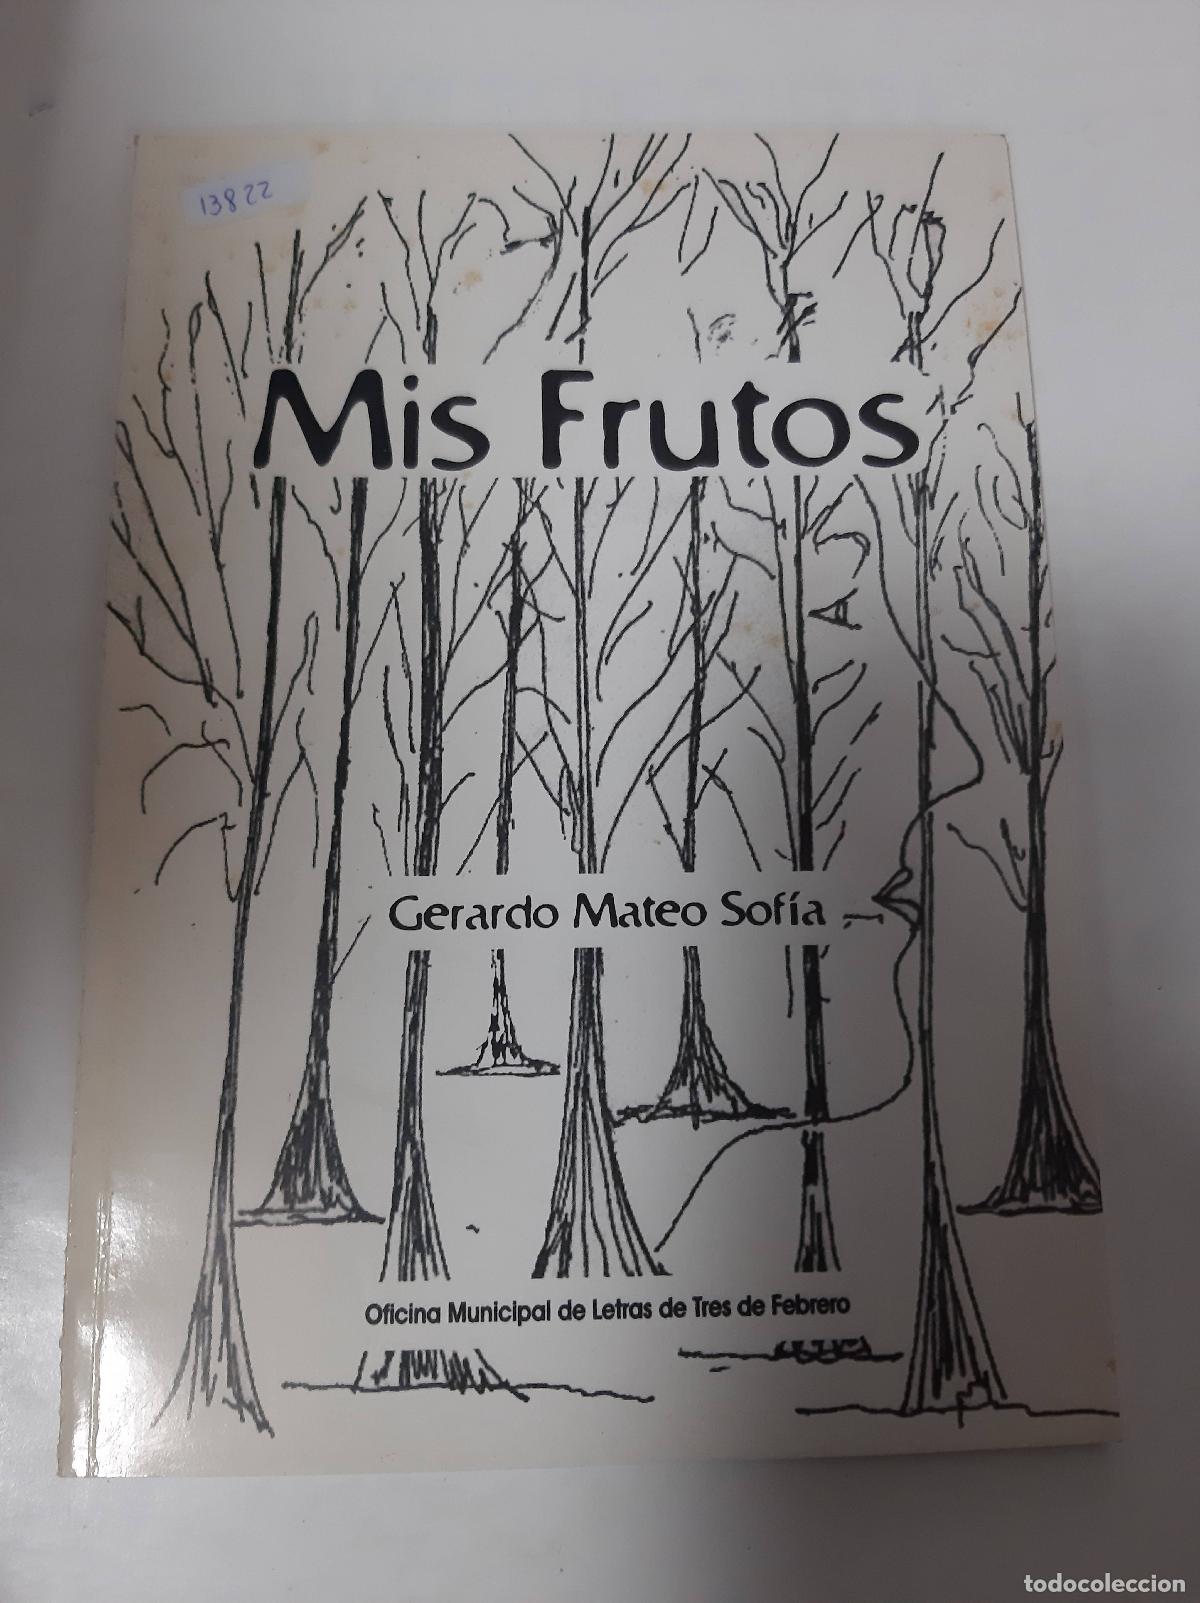 13822
Mis Frutos
Gerardo Mateo Sofía
Oficina Municipal de Letras de Tres de Febrero
todocoleccion